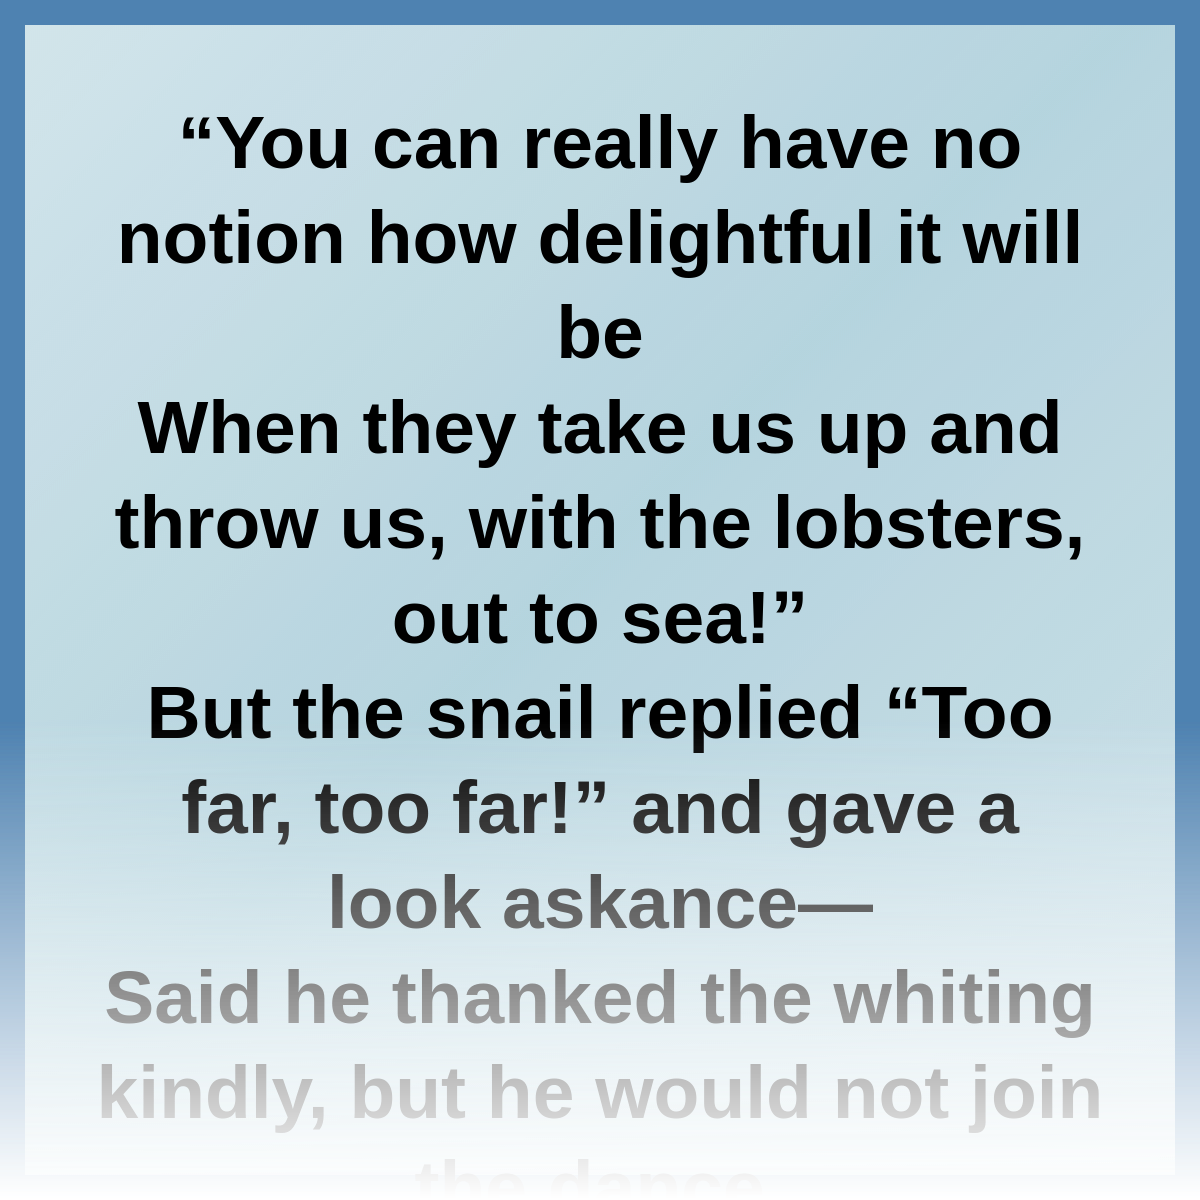 “You can really have no
notion how delightful it will
be
When they take us up and
throw us, with the lobsters,
out to sea!”
But the snail replied “Too
far, too far!” and gave a
look askance—
Said he thanked the whiting
kindly, but he would not join
the dance